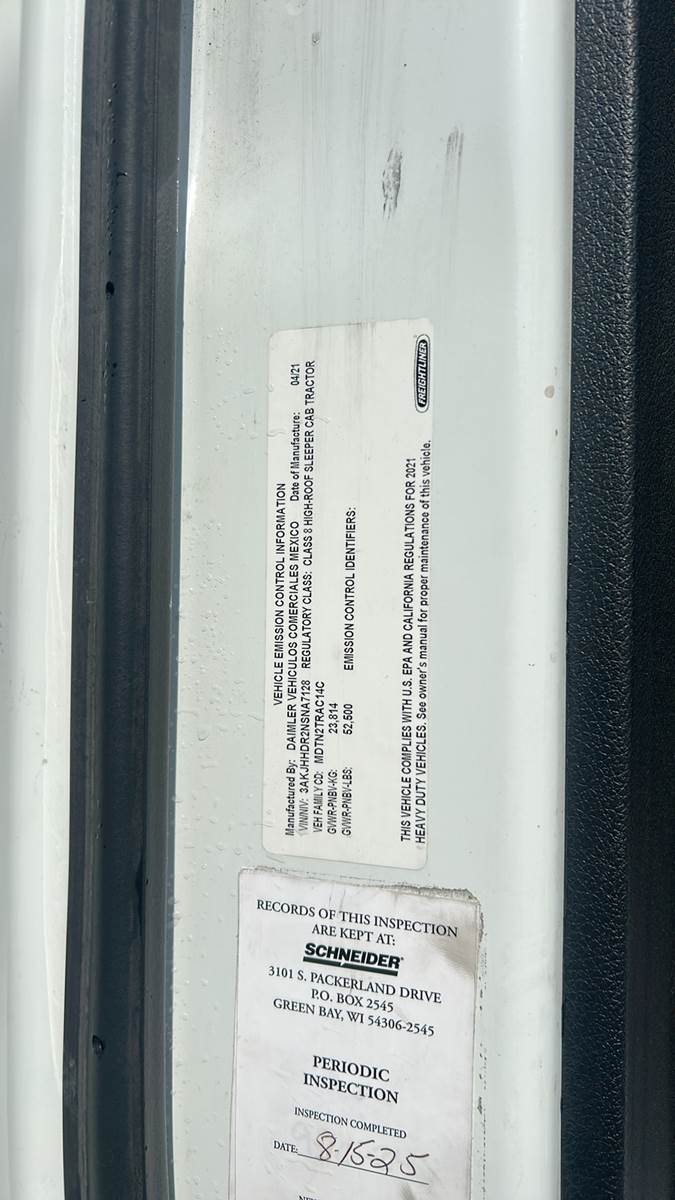 VEHICLE EMISSION CONTROL INFORMATION
Manufactured By: DAIMLER VEHICULOS COMERCIALES MEXICO Date of Manufacture: 04/21
VIN/NIV: 3AKJHHDR2NSNA7128 REGULATORY CLASS: CLASS 8 HIGH-ROOF SLEEPER CAB TRACTOR
VEH FAMILY CD: MDTN2TRAC14C
GVWR-PNBV-KG: 23,814
GVWR-PNBV-LBS: 52,500 EMISSION CONTROL IDENTIFIERS:
THIS VEHICLE COMPLIES WITH U.S. EPA AND CALIFORNIA REGULATIONS FOR 2021
HEAVY DUTY VEHICLES. See owner's manual for proper maintenance of this vehicle.
FREIGHTLINER
RECORDS OF THIS INSPECTION
ARE KEPT AT:
SCHNEIDER
3101 S. PACKERLAND DRIVE
P.O. BOX 2545
GREEN BAY, WI 54306-2545
PERIODIC
INSPECTION
INSPECTION COMPLETED
DATE: 8-15-25